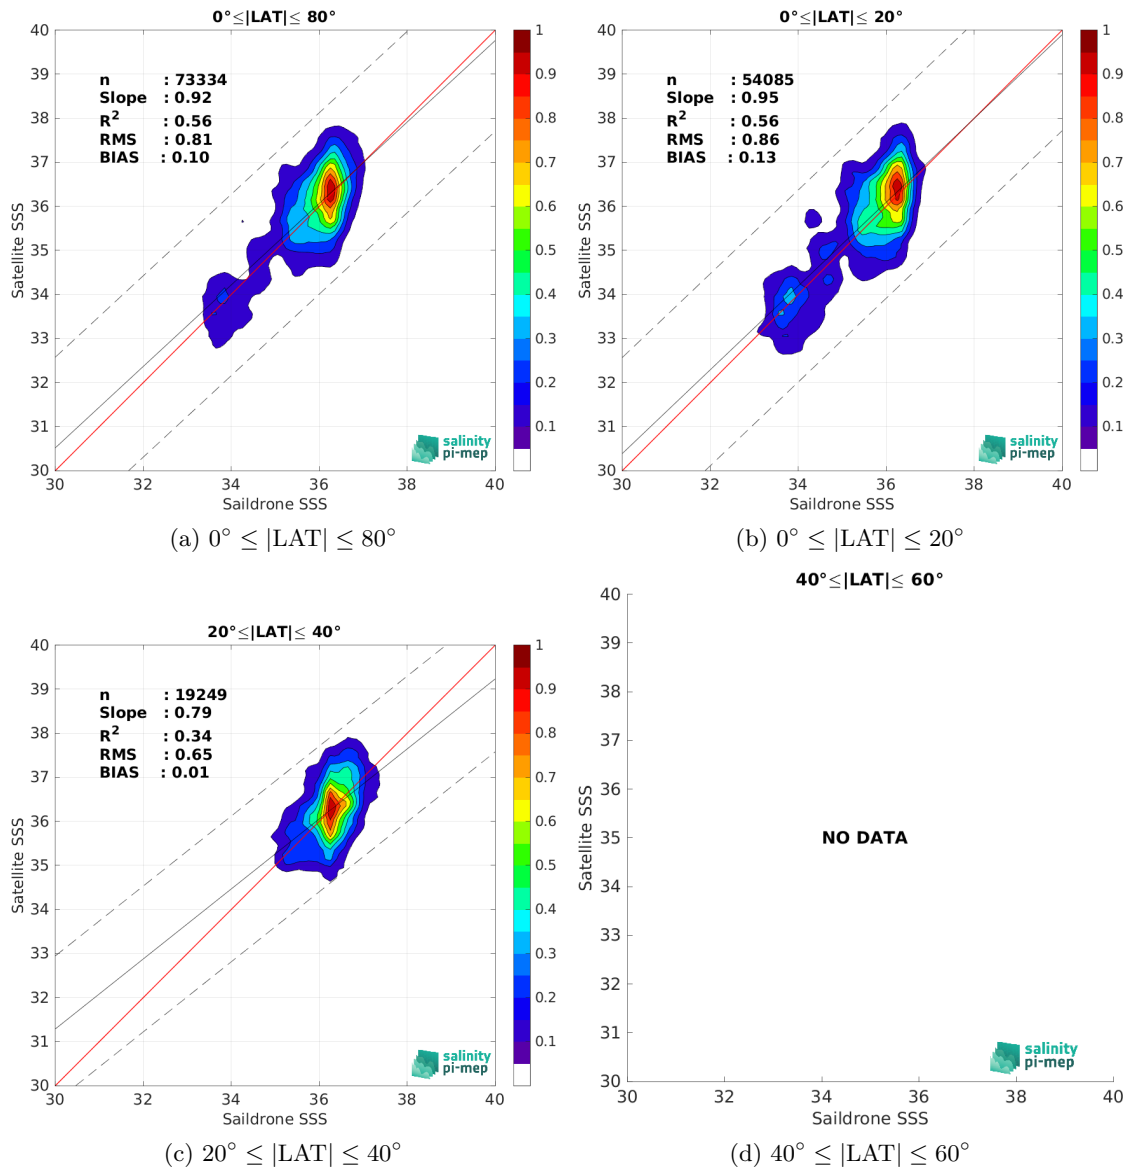 0°≤|LAT|≤ 80°
n : 73334
Slope : 0.92
R² : 0.56
RMS : 0.81
BIAS : 0.10
Satellite SSS
40
39
38
37
36
35
34
33
32
31
30
30 32 34 36 38 40
Saildrone SSS
1
0.9
0.8
0.7
0.6
0.5
0.4
0.3
0.2
0.1
salinity
pi-mep
(a) 0° ≤ |LAT| ≤ 80°
0°≤|LAT|≤ 20°
n : 54085
Slope : 0.95
R² : 0.56
RMS : 0.86
BIAS : 0.13
Satellite SSS
40
39
38
37
36
35
34
33
32
31
30
30 32 34 36 38 40
Saildrone SSS
1
0.9
0.8
0.7
0.6
0.5
0.4
0.3
0.2
0.1
salinity
pi-mep
(b) 0° ≤ |LAT| ≤ 20°
20°≤|LAT|≤ 40°
n : 19249
Slope : 0.79
R² : 0.34
RMS : 0.65
BIAS : 0.01
Satellite SSS
40
39
38
37
36
35
34
33
32
31
30
30 32 34 36 38 40
Saildrone SSS
1
0.9
0.8
0.7
0.6
0.5
0.4
0.3
0.2
0.1
salinity
pi-mep
(c) 20° ≤ |LAT| ≤ 40°
40°≤|LAT|≤ 60°
Satellite SSS
40
39
38
37
36
35
34
33
32
31
30
NO DATA
30 32 34 36 38 40
Saildrone SSS
salinity
pi-mep
(d) 40° ≤ |LAT| ≤ 60°